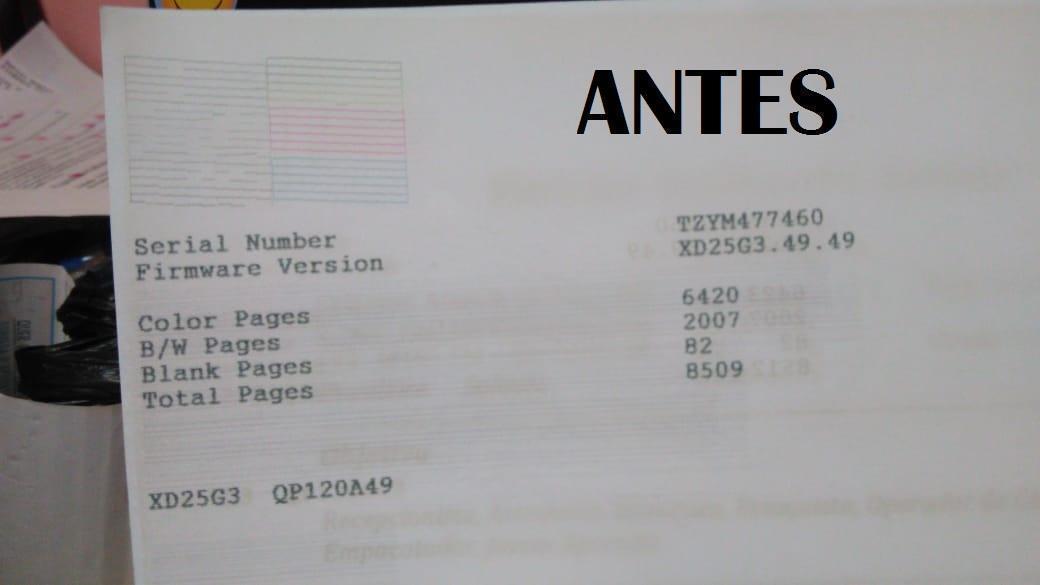 ANTES
Serial Number TZYM477460
Firmware Version XD25G3.49.49
Color Pages 6420
B/W Pages 2007
Blank Pages 82
Total Pages 8509
XD25G3 QP120A49